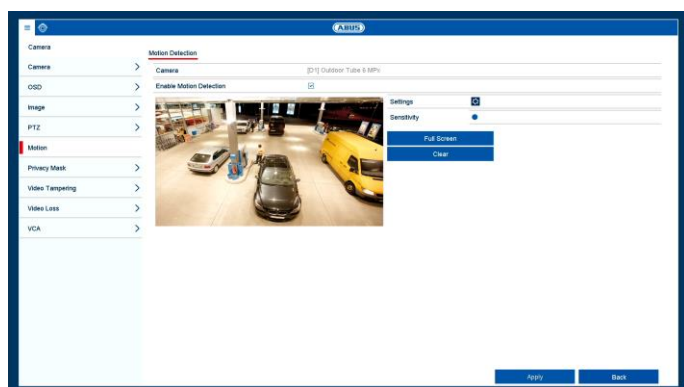 ABUS
Camera
Motion Detection
Camera
Camera
[D1] Outdoor Tube 6 MPx
OSD
Enable Motion Detection
Image
Settings
PTZ
Sensitivity
Motion
Full Screen
Privacy Mask
Clear
Video Tampering
Video Loss
VCA
Apply
Back